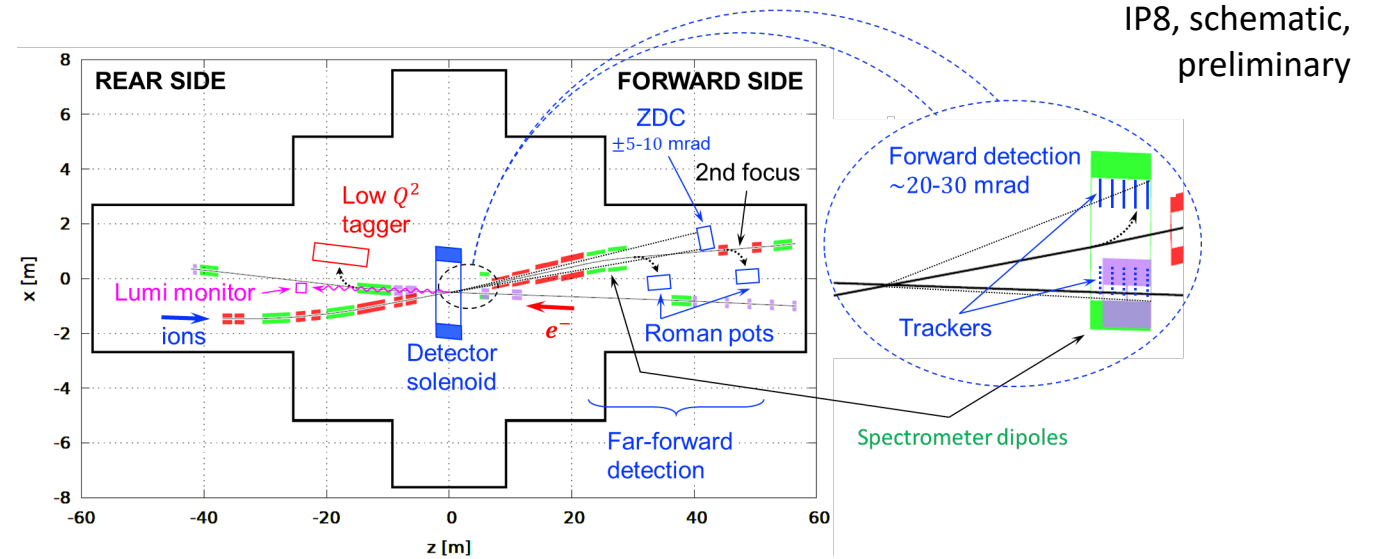 IP8, schematic,
preliminary
REAR SIDE
FORWARD SIDE
ZDC
±5-10 mrad
2nd focus
Low Q²
tagger
Lumi monitor
ions
e⁻
Detector
solenoid
Roman pots
Far-forward
detection
Forward detection
~20-30 mrad
Trackers
Spectrometer dipoles
x [m]
8
6
4
2
0
-2
-4
-6
-8
-60
-40
-20
0
20
40
60
z [m]